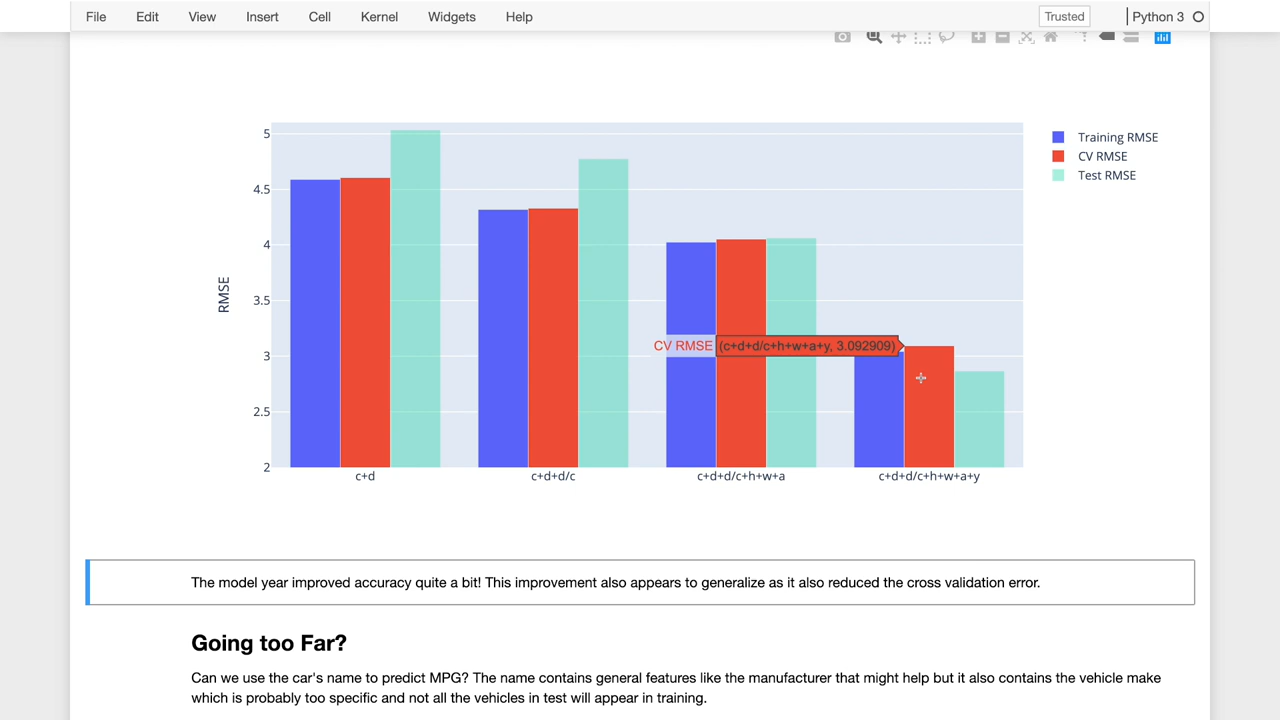 File Edit View Insert Cell Kernel Widgets Help Trusted Python 3
5
4.5
4
3.5
3
2.5
2
RMSE
Training RMSE
CV RMSE
Test RMSE
CV RMSE (c+d+d/c+h+w+a+y, 3.092909)
c+d c+d+d/c c+d+d/c+h+w+a c+d+d/c+h+w+a+y
The model year improved accuracy quite a bit! This improvement also appears to generalize as it also reduced the cross validation error.
Going too Far?
Can we use the car's name to predict MPG? The name contains general features like the manufacturer that might help but it also contains the vehicle make
which is probably too specific and not all the vehicles in test will appear in training.